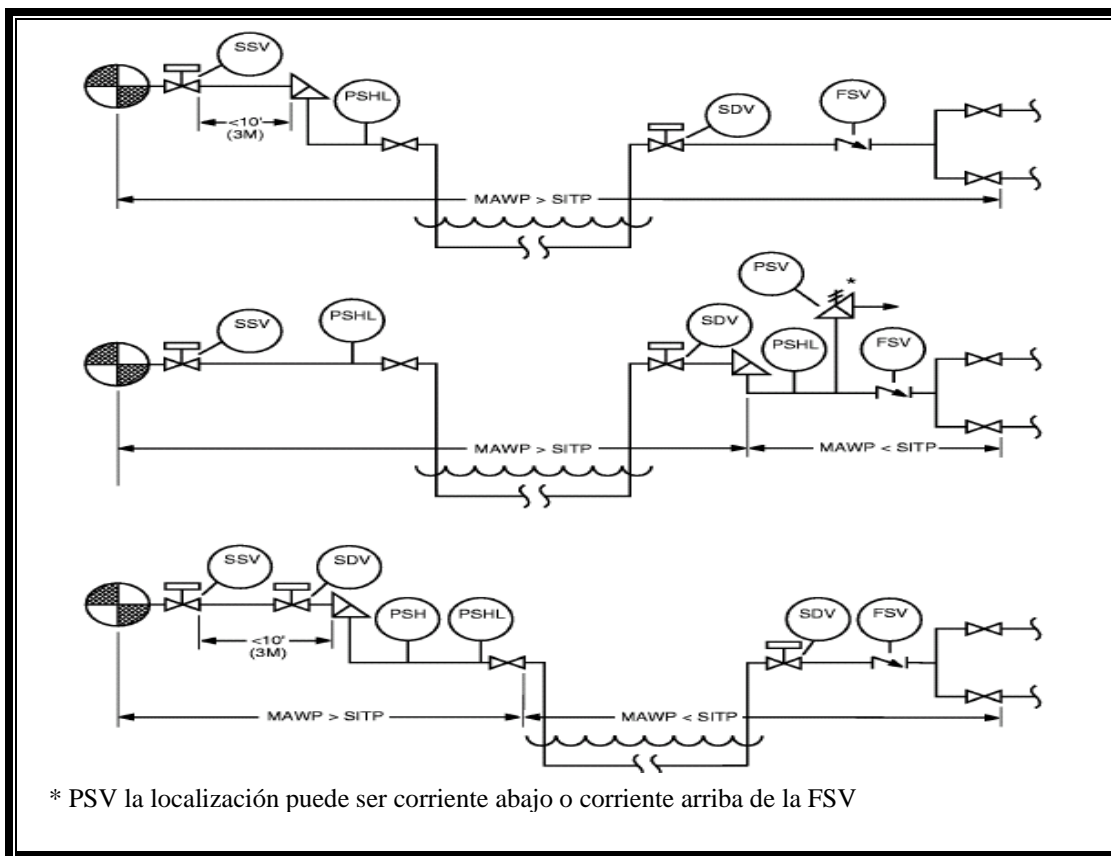 SSV
PSHL
<10'
(3M)
SDV
FSV
MAWP > SITP
PSV
*
SSV
PSHL
SDV
PSHL
FSV
MAWP > SITP
MAWP < SITP
SSV
SDV
PSH
PSHL
<10'
(3M)
SDV
FSV
MAWP > SITP
MAWP < SITP
* PSV la localización puede ser corriente abajo o corriente arriba de la FSV